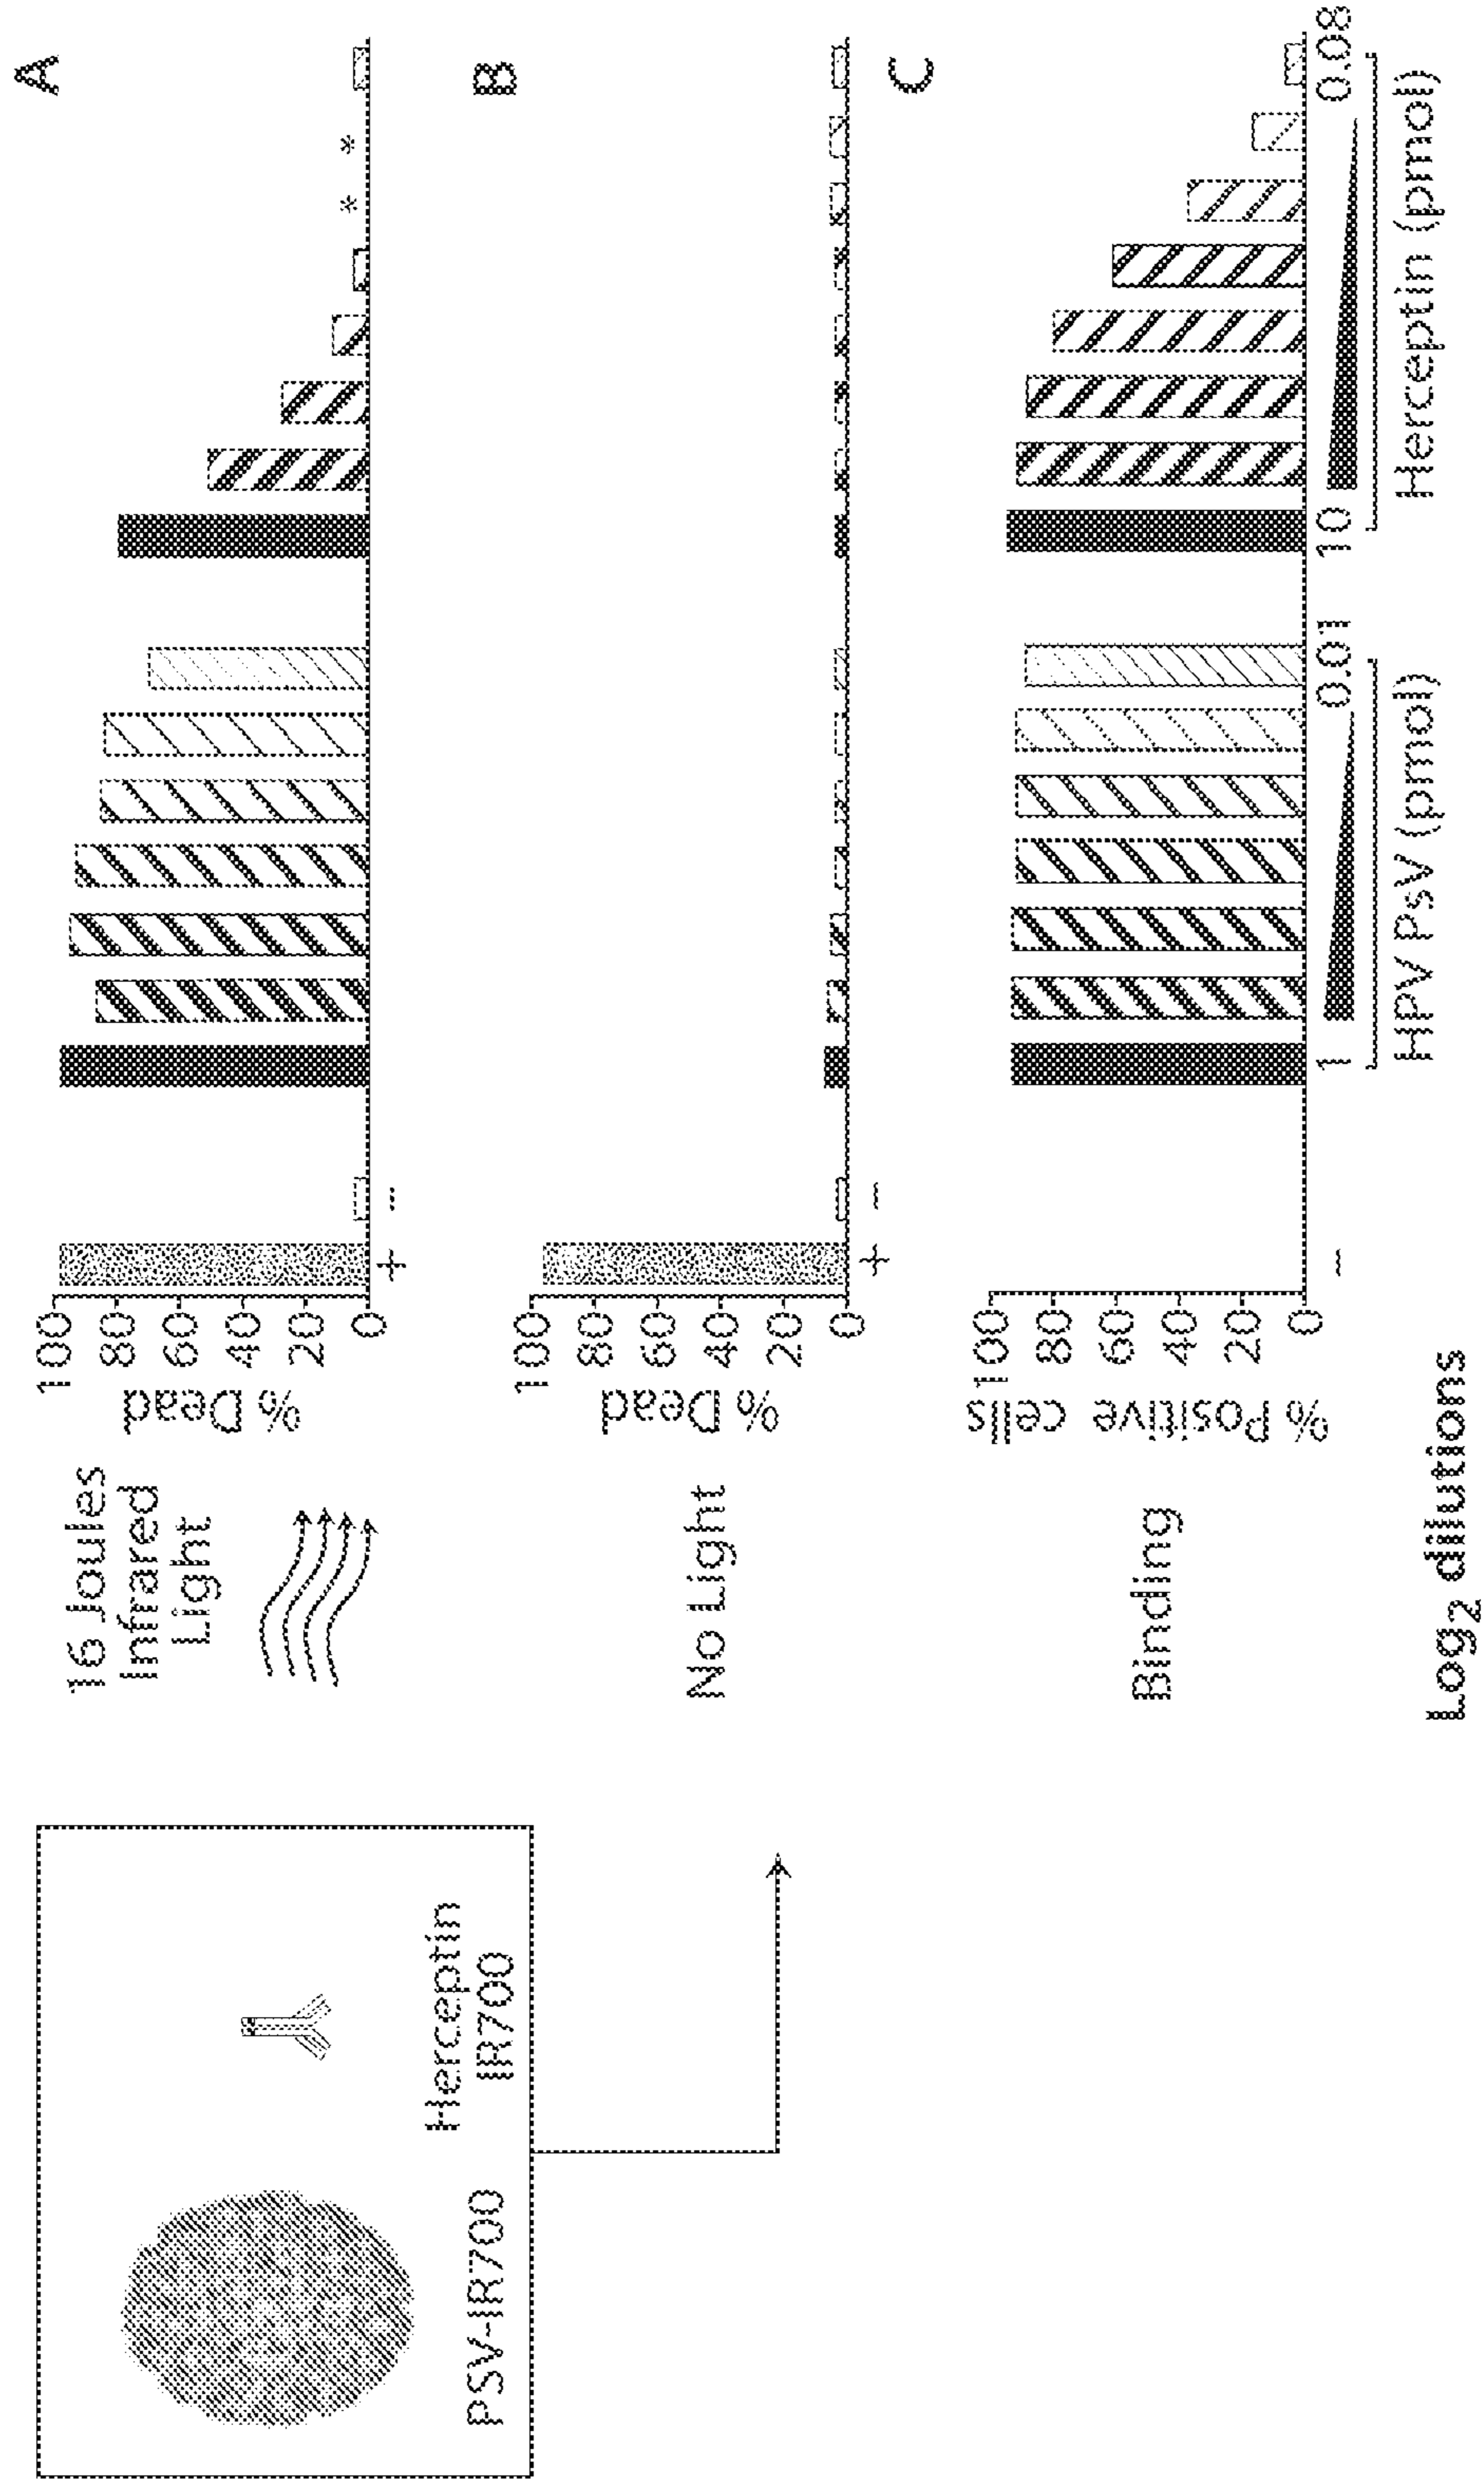 PSV-IR700
Herceptin
IR700
16 Joules
Infrared
Light
% Dead
100
80
60
40
20
0
+
-
*
*
A
No Light
% Dead
100
80
60
40
20
0
+
-
B
Binding
% Positive cells
100
80
60
40
20
0
-
C
1
0.01
10
0.08
HPV PsV (pmol)
Herceptin (pmol)
Log₂ dilutions